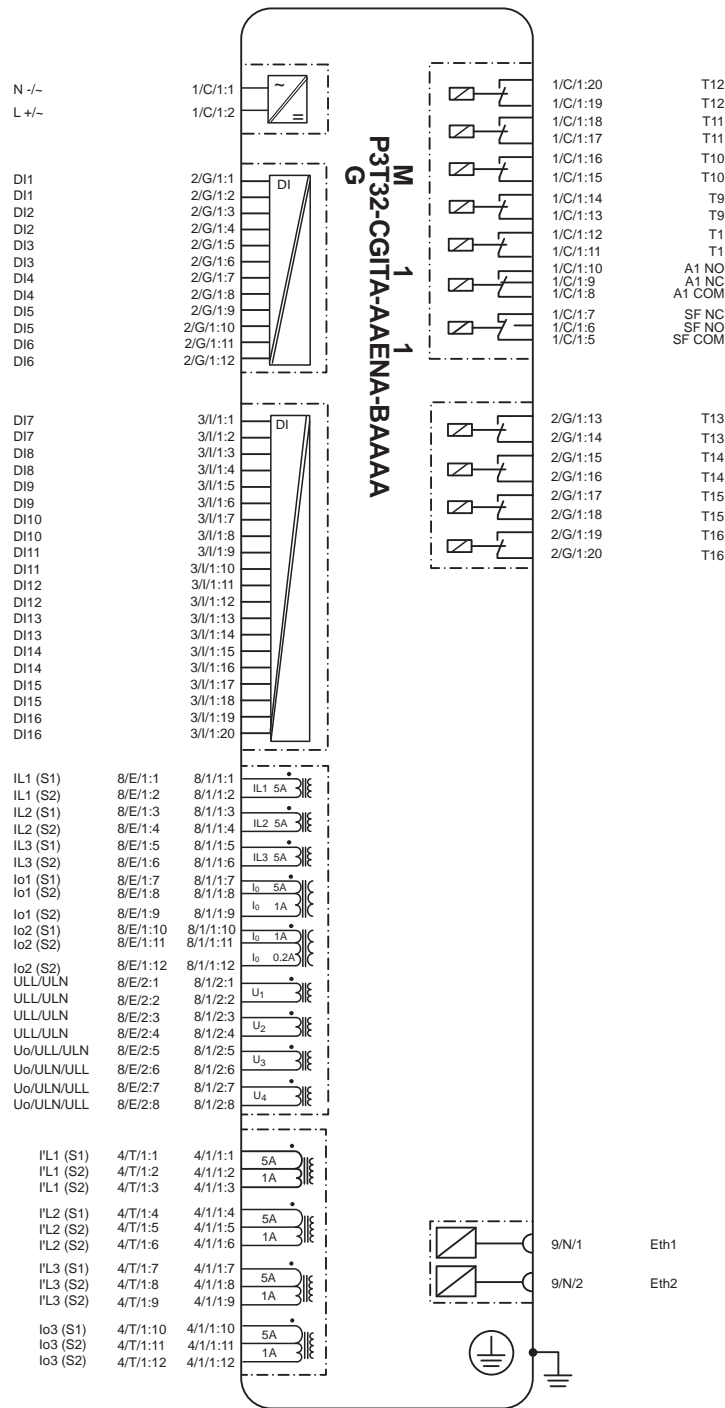 N -/~ 1/C/1:1
L +/~ 1/C/1:2
~
=
DI1 2/G/1:1
DI1 2/G/1:2
DI2 2/G/1:3
DI2 2/G/1:4
DI3 2/G/1:5
DI3 2/G/1:6
DI4 2/G/1:7
DI4 2/G/1:8
DI5 2/G/1:9
DI5 2/G/1:10
DI6 2/G/1:11
DI6 2/G/1:12
DI
DI7 3/I/1:1
DI7 3/I/1:2
DI8 3/I/1:3
DI8 3/I/1:4
DI9 3/I/1:5
DI9 3/I/1:6
DI10 3/I/1:7
DI10 3/I/1:8
DI11 3/I/1:9
DI11 3/I/1:10
DI12 3/I/1:11
DI12 3/I/1:12
DI13 3/I/1:13
DI13 3/I/1:14
DI14 3/I/1:15
DI14 3/I/1:16
DI15 3/I/1:17
DI15 3/I/1:18
DI16 3/I/1:19
DI16 3/I/1:20
DI
IL1 (S1) 8/E/1:1 8/1/1:1
IL1 (S2) 8/E/1:2 8/1/1:2
IL1 5A
IL2 (S1) 8/E/1:3 8/1/1:3
IL2 (S2) 8/E/1:4 8/1/1:4
IL2 5A
IL3 (S1) 8/E/1:5 8/1/1:5
IL3 (S2) 8/E/1:6 8/1/1:6
IL3 5A
Io1 (S1) 8/E/1:7 8/1/1:7
Io1 (S2) 8/E/1:8 8/1/1:8
I0 5A
Io1 (S2) 8/E/1:9 8/1/1:9
I0 1A
Io2 (S1) 8/E/1:10 8/1/1:10
Io2 (S2) 8/E/1:11 8/1/1:11
I0 1A
Io2 (S2) 8/E/1:12 8/1/1:12
I0 0.2A
ULL/ULN 8/E/2:1 8/1/2:1
ULL/ULN 8/E/2:2 8/1/2:2
U1
ULL/ULN 8/E/2:3 8/1/2:3
ULL/ULN 8/E/2:4 8/1/2:4
U2
Uo/ULL/ULN 8/E/2:5 8/1/2:5
Uo/ULN/ULL 8/E/2:6 8/1/2:6
U3
Uo/ULN/ULL 8/E/2:7 8/1/2:7
Uo/ULN/ULL 8/E/2:8 8/1/2:8
U4
I'L1 (S1) 4/T/1:1 4/1/1:1
I'L1 (S2) 4/T/1:2 4/1/1:2
I'L1 (S2) 4/T/1:3 4/1/1:3
5A
1A
I'L2 (S1) 4/T/1:4 4/1/1:4
I'L2 (S2) 4/T/1:5 4/1/1:5
I'L2 (S2) 4/T/1:6 4/1/1:6
5A
1A
I'L3 (S1) 4/T/1:7 4/1/1:7
I'L3 (S2) 4/T/1:8 4/1/1:8
I'L3 (S2) 4/T/1:9 4/1/1:9
5A
1A
Io3 (S1) 4/T/1:10 4/1/1:10
Io3 (S2) 4/T/1:11 4/1/1:11
Io3 (S2) 4/T/1:12 4/1/1:12
5A
1A
M 1 1
P3T32-CGITA-AAENA-BAAAA
G
1/C/1:20 T12
1/C/1:19 T12
1/C/1:18 T11
1/C/1:17 T11
1/C/1:16 T10
1/C/1:15 T10
1/C/1:14 T9
1/C/1:13 T9
1/C/1:12 T1
1/C/1:11 T1
1/C/1:10 A1 NO
1/C/1:9 A1 NC
1/C/1:8 A1 COM
1/C/1:7 SF NC
1/C/1:6 SF NO
1/C/1:5 SF COM
2/G/1:13 T13
2/G/1:14 T13
2/G/1:15 T14
2/G/1:16 T14
2/G/1:17 T15
2/G/1:18 T15
2/G/1:19 T16
2/G/1:20 T16
9/N/1 Eth1
9/N/2 Eth2